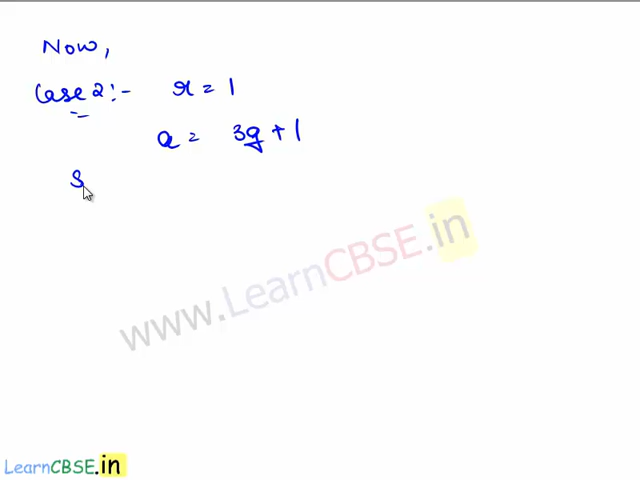 Now,
Case 2:- r = 1
a = 3q + 1
S
www.LearnCBSE.in
LearnCBSE.in